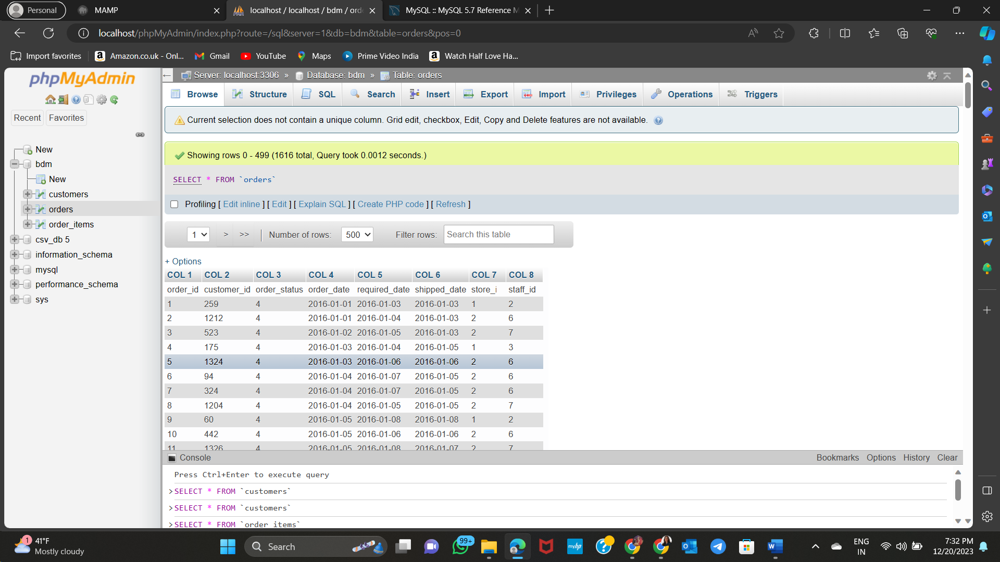 Personal
MAMP
localhost / localhost / bdm / orde
MySQL :: MySQL 5.7 Reference M
localhost/phpMyAdmin/index.php?route=/sql&server=1&db=bdm&table=orders&pos=0
Import favorites
Amazon.co.uk - Onl...
Gmail
YouTube
Maps
Prime Video India
Watch Half Love Ha...
phpMyAdmin
Recent
Favorites
New
bdm
New
customers
orders
order_items
csv_db 5
information_schema
mysql
performance_schema
sys
Server: localhost:3306 » Database: bdm » Table: orders
Browse Structure SQL Search Insert Export Import Privileges Operations Triggers
Current selection does not contain a unique column. Grid edit, checkbox, Edit, Copy and Delete features are not available.
Showing rows 0 - 499 (1616 total, Query took 0.0012 seconds.)
SELECT * FROM `orders`
Profiling [ Edit inline ] [ Edit ] [ Explain SQL ] [ Create PHP code ] [ Refresh ]
1 > >> | Number of rows: 500 Filter rows: Search this table
+ Options
COL 1 COL 2 COL 3 COL 4 COL 5 COL 6 COL 7 COL 8
order_id customer_id order_status order_date required_date shipped_date store_i staff_id
1 259 4 2016-01-01 2016-01-03 2016-01-03 1 2
2 1212 4 2016-01-01 2016-01-04 2016-01-03 2 6
3 523 4 2016-01-02 2016-01-05 2016-01-03 2 7
4 175 4 2016-01-03 2016-01-04 2016-01-05 1 3
5 1324 4 2016-01-03 2016-01-06 2016-01-06 2 6
6 94 4 2016-01-04 2016-01-07 2016-01-05 2 6
7 324 4 2016-01-04 2016-01-07 2016-01-05 2 6
8 1204 4 2016-01-04 2016-01-05 2016-01-05 2 7
9 60 4 2016-01-05 2016-01-08 2016-01-08 1 2
10 442 4 2016-01-05 2016-01-06 2016-01-06 2 6
11 1326 4 2016-01-05 2016-01-08 2016-01-07 2 7
Console
Bookmarks Options History Clear
Press Ctrl+Enter to execute query
>SELECT * FROM `customers`
>SELECT * FROM `customers`
>SELECT * FROM `order_items`
1
41°F
Mostly cloudy
Search
99+
myhp
ENG
IN
7:32 PM
12/20/2023